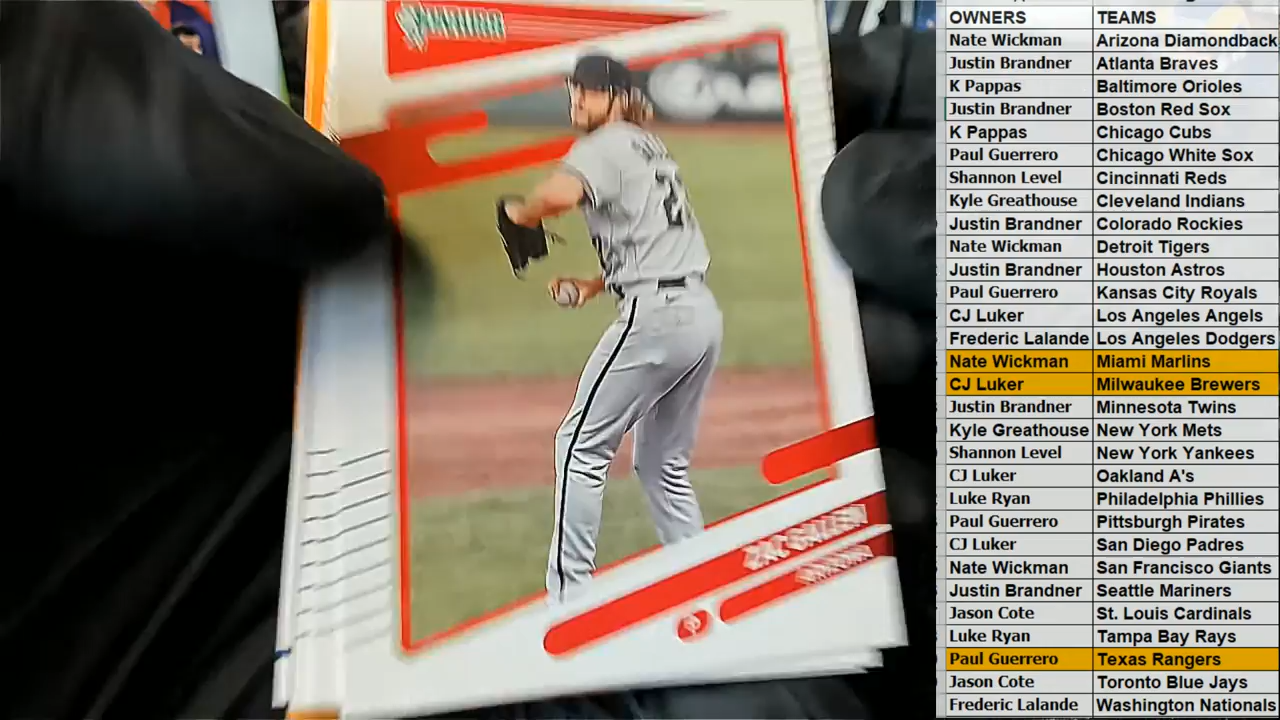 DONRUSS
ZAC GALLEN
ARIZONA
P
OWNERS TEAMS
Nate Wickman Arizona Diamondback
Justin Brandner Atlanta Braves
K Pappas Baltimore Orioles
Justin Brandner Boston Red Sox
K Pappas Chicago Cubs
Paul Guerrero Chicago White Sox
Shannon Level Cincinnati Reds
Kyle Greathouse Cleveland Indians
Justin Brandner Colorado Rockies
Nate Wickman Detroit Tigers
Justin Brandner Houston Astros
Paul Guerrero Kansas City Royals
CJ Luker Los Angeles Angels
Frederic Lalande Los Angeles Dodgers
Nate Wickman Miami Marlins
CJ Luker Milwaukee Brewers
Justin Brandner Minnesota Twins
Kyle Greathouse New York Mets
Shannon Level New York Yankees
CJ Luker Oakland A's
Luke Ryan Philadelphia Phillies
Paul Guerrero Pittsburgh Pirates
CJ Luker San Diego Padres
Nate Wickman San Francisco Giants
Justin Brandner Seattle Mariners
Jason Cote St. Louis Cardinals
Luke Ryan Tampa Bay Rays
Paul Guerrero Texas Rangers
Jason Cote Toronto Blue Jays
Frederic Lalande Washington Nationals